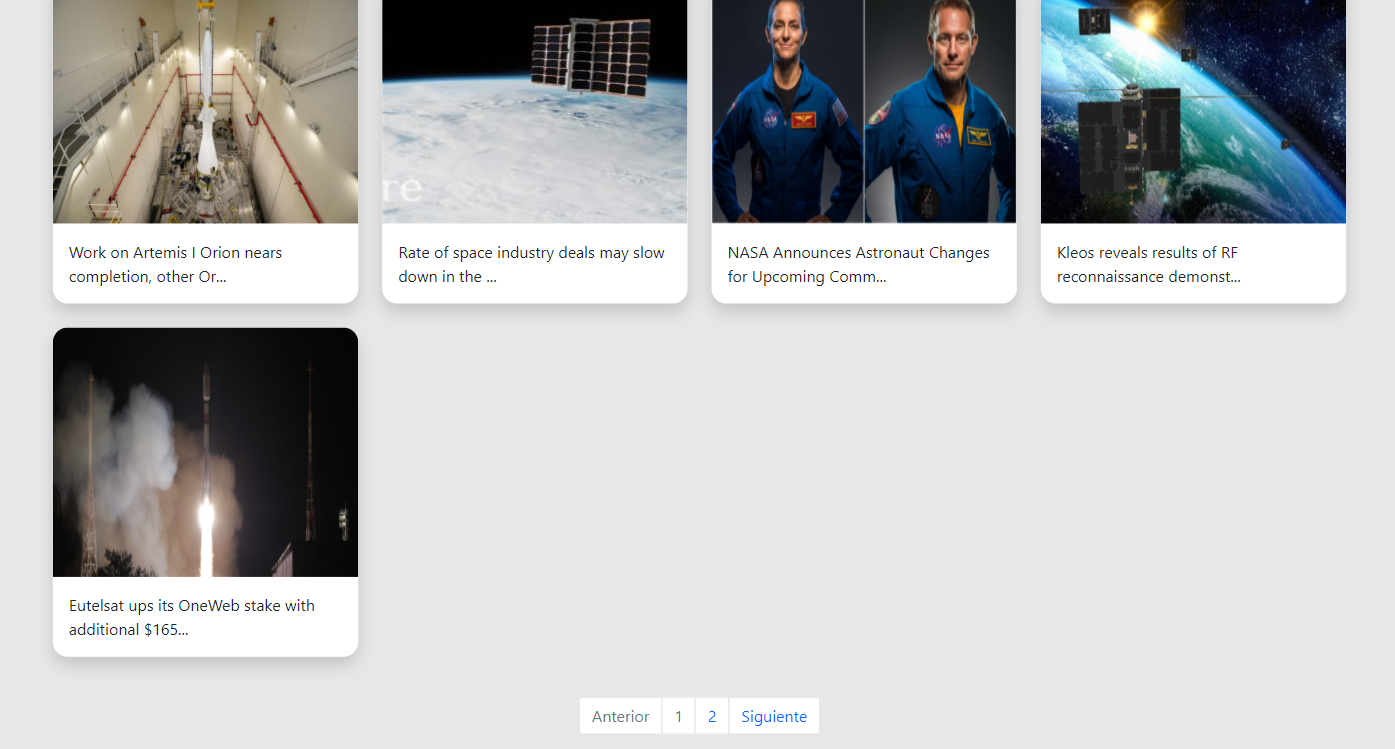 re
Work on Artemis I Orion nears
completion, other Or...
Rate of space industry deals may slow
down in the ...
NASA Announces Astronaut Changes
for Upcoming Comm...
Kleos reveals results of RF
reconnaissance demonst...
Eutelsat ups its OneWeb stake with
additional $165...
Anterior 1 2 Siguiente